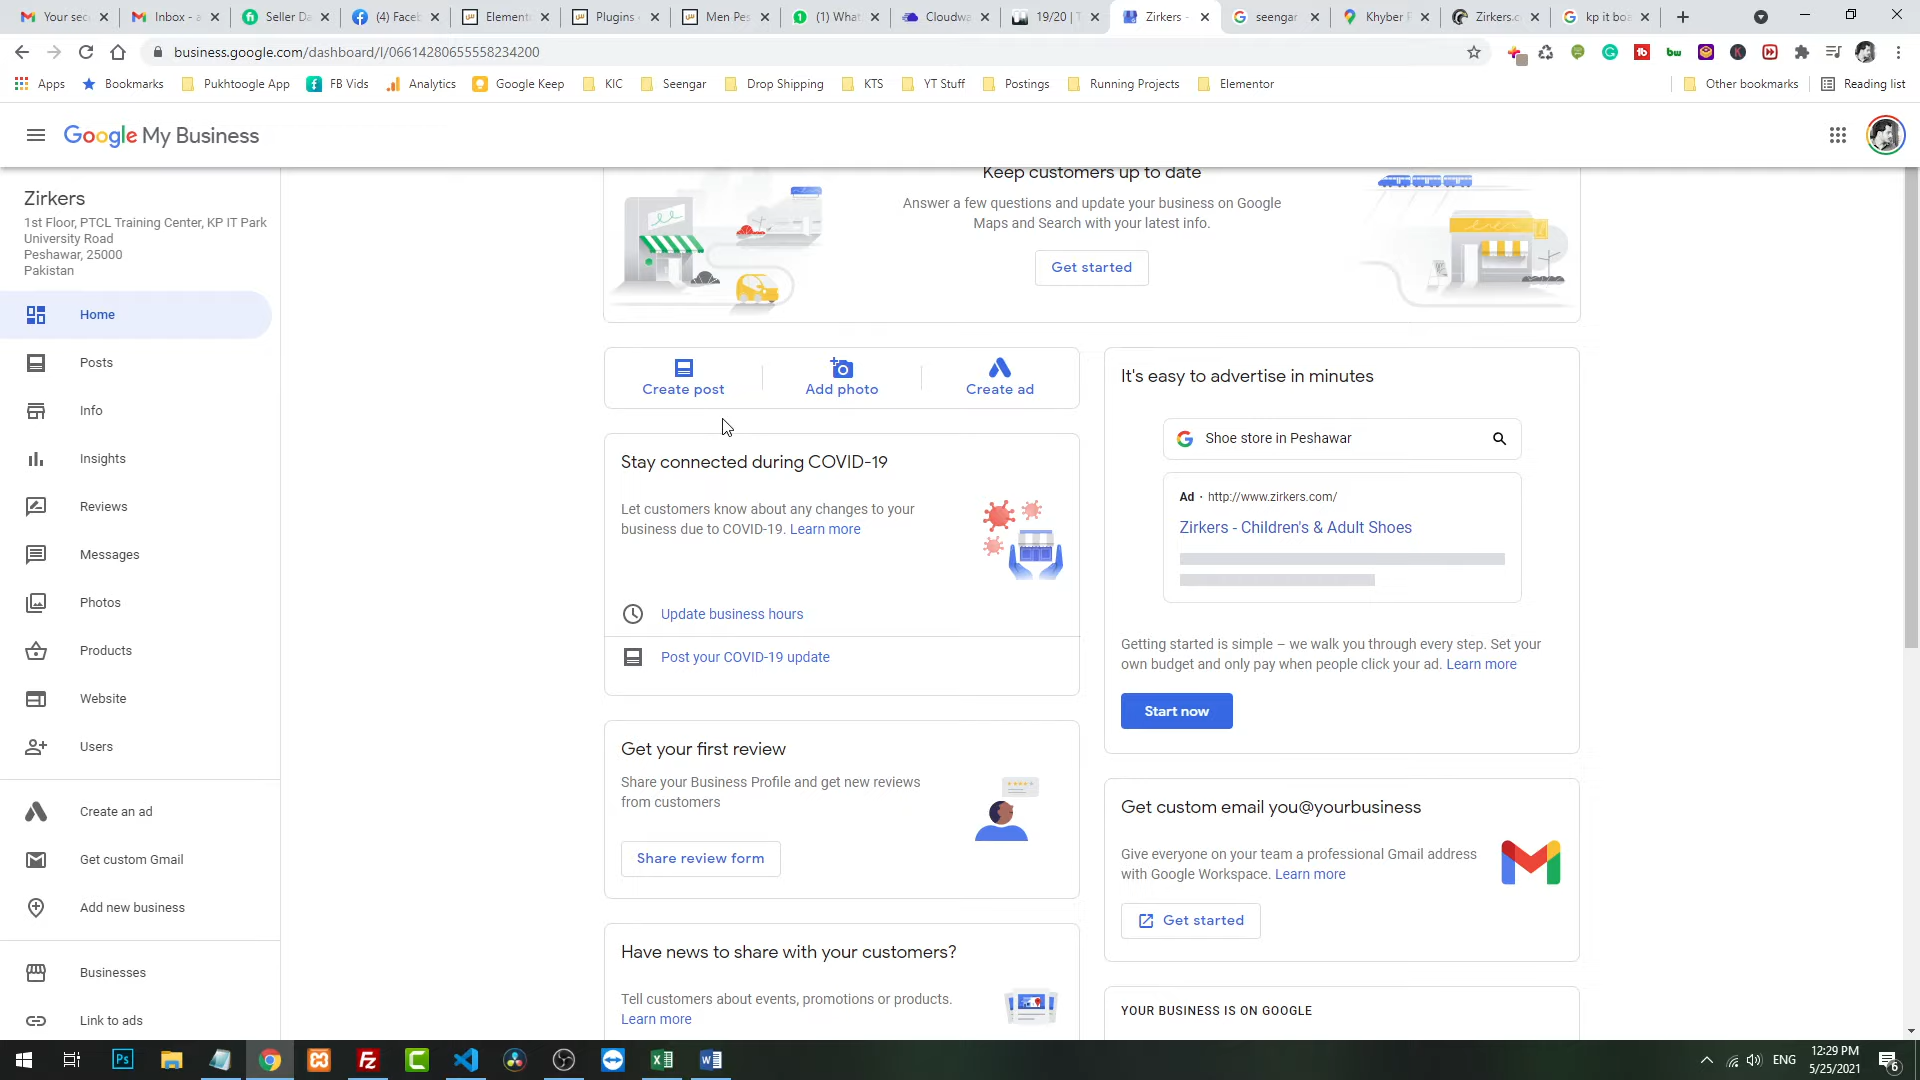 Your sec
Inbox - a
Seller Da
(4) Faceb
Elementi
Plugins
Men Pes
(1) What
Cloudwa
19/20 | T
Zirkers -
seengar
Khyber P
Zirkers.c
kp it boa
business.google.com/dashboard/l/06614280655558234200
Apps
Bookmarks
Pukhtoogle App
FB Vids
Analytics
Google Keep
KIC
Seengar
Drop Shipping
KTS
YT Stuff
Postings
Running Projects
Elementor
Other bookmarks
Reading list
Google My Business
Zirkers
1st Floor, PTCL Training Center, KP IT Park
University Road
Peshawar, 25000
Pakistan
Home
Posts
Info
Insights
Reviews
Messages
Photos
Products
Website
Users
Create an ad
Get custom Gmail
Add new business
Businesses
Link to ads
Keep customers up to date
Answer a few questions and update your business on Google
Maps and Search with your latest info.
Get started
Create post
Add photo
Create ad
Stay connected during COVID-19
Let customers know about any changes to your
business due to COVID-19. Learn more
Update business hours
Post your COVID-19 update
Get your first review
Share your Business Profile and get new reviews
from customers
Share review form
Have news to share with your customers?
Tell customers about events, promotions or products.
Learn more
It's easy to advertise in minutes
Shoe store in Peshawar
Ad · http://www.zirkers.com/
Zirkers - Children's & Adult Shoes
Getting started is simple – we walk you through every step. Set your
own budget and only pay when people click your ad. Learn more
Start now
Get custom email you@yourbusiness
Give everyone on your team a professional Gmail address
with Google Workspace. Learn more
Get started
YOUR BUSINESS IS ON GOOGLE
ENG
12:29 PM
5/25/2021
6